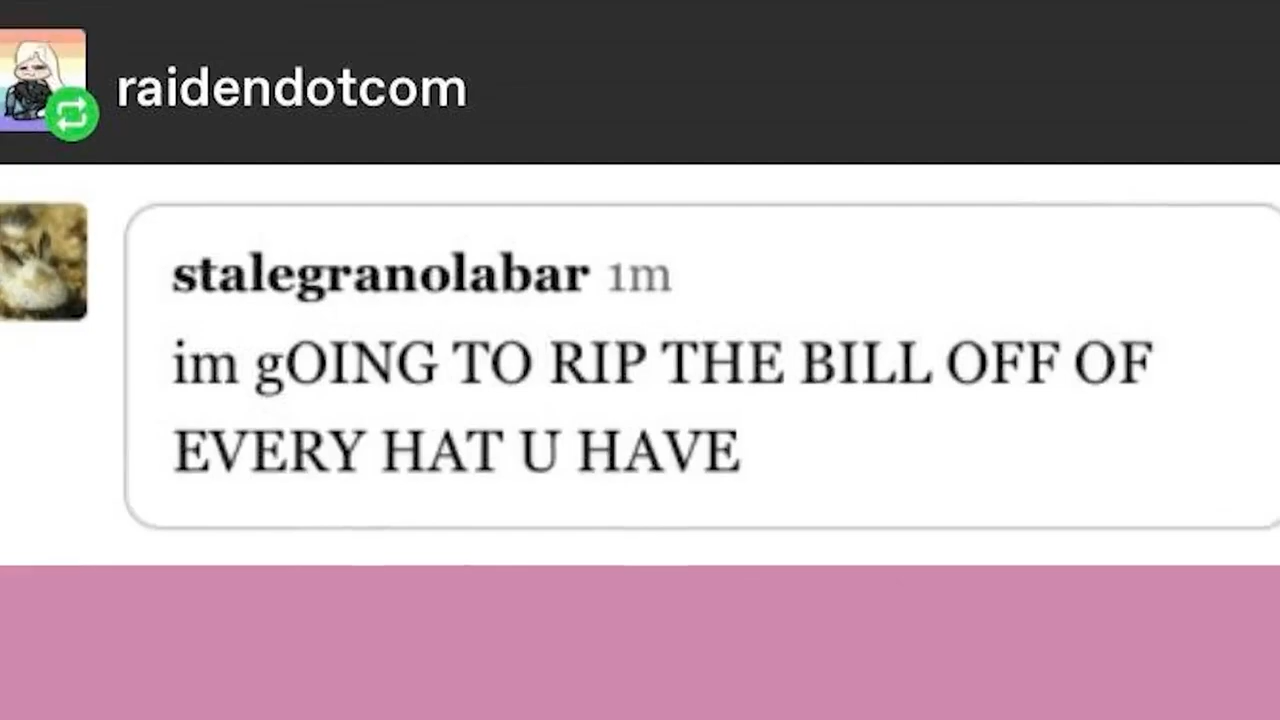 raidendotcom
stalegranolabar 1m
im gOING TO RIP THE BILL OFF OF
EVERY HAT U HAVE